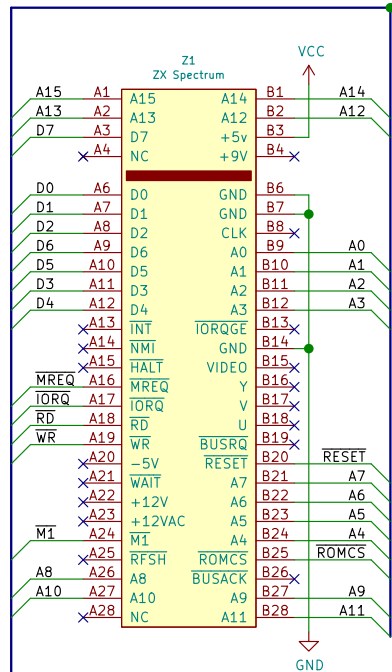 Z1
ZX Spectrum
VCC
A15 A1 A15 A14 B1 A14
A13 A2 A13 A12 B2 A12
D7 A3 D7 +5v B3
A4 NC +9V B4
D0 A6 D0 GND B6
D1 A7 D1 GND B7
D2 A8 D2 CLK B8
D6 A9 D6 A0 B9 A0
D5 A10 D5 A1 B10 A1
D3 A11 D3 A2 B11 A2
D4 A12 D4 A3 B12 A3
A13 INT IORQGE B13
A14 NMI GND B14
A15 HALT VIDEO B15
MREQ A16 MREQ Y B16
IORQ A17 IORQ V B17
RD A18 RD U B18
WR A19 WR BUSRQ B19
A20 -5V RESET B20 RESET
A21 WAIT A7 B21 A7
A22 +12V A6 B22 A6
A23 +12VAC A5 B23 A5
M1 A24 M1 A4 B24 A4
A25 RFSH ROMCS B25 ROMCS
A8 A26 A8 BUSACK B26
A10 A27 A10 A9 B27 A9
A28 NC A11 B28 A11
GND